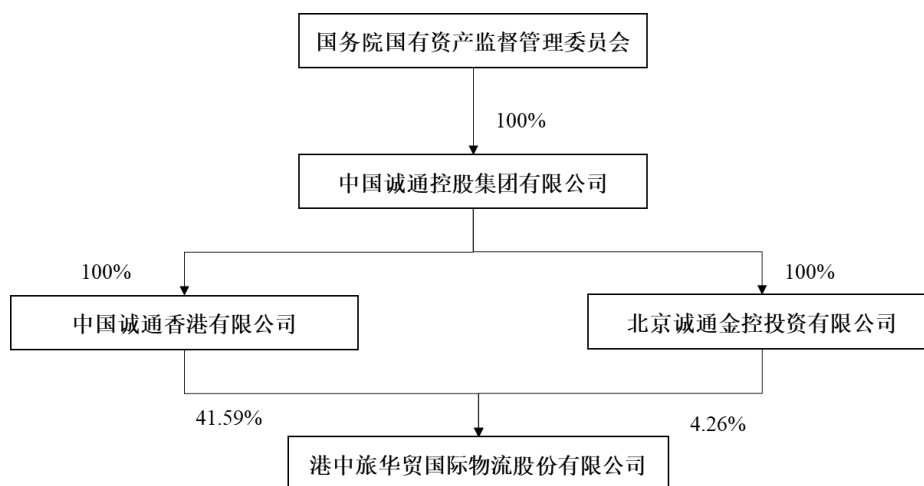 国务院国有资产监督管理委员会
100%
中国诚通控股集团有限公司
100%
100%
中国诚通香港有限公司
北京诚通金控投资有限公司
41.59%
4.26%
港中旅华贸国际物流股份有限公司